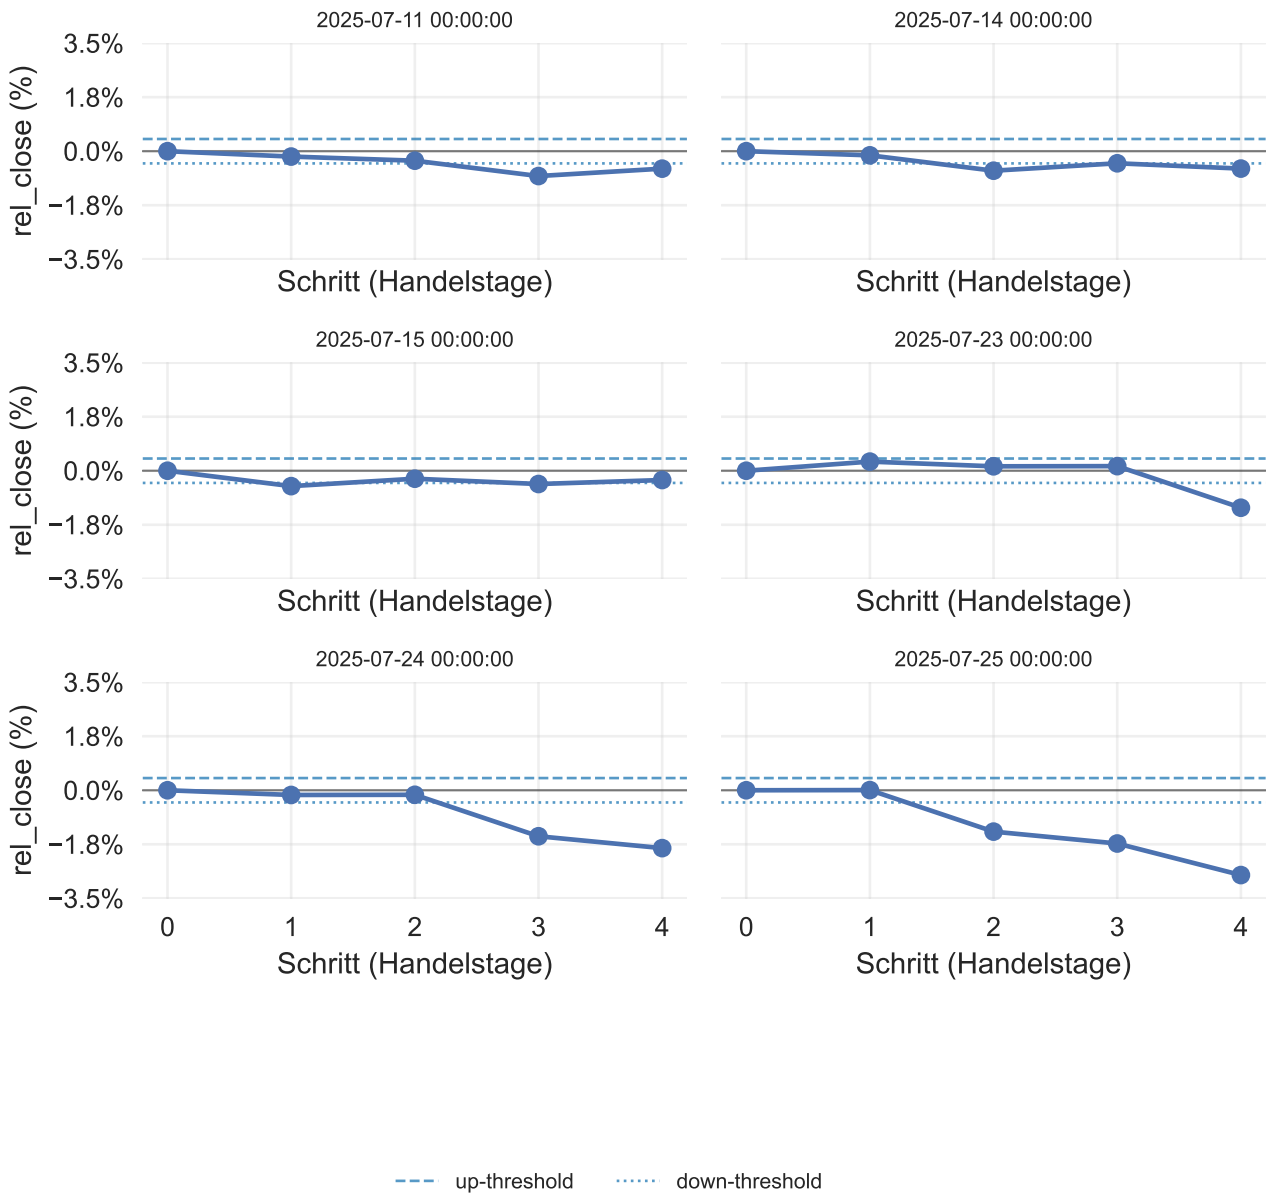 2025-07-11 00:00:00
2025-07-14 00:00:00
3.5%
1.8%
0.0%
−1.8%
−3.5%
rel_close (%)
Schritt (Handelstage)
Schritt (Handelstage)
2025-07-15 00:00:00
2025-07-23 00:00:00
3.5%
1.8%
0.0%
−1.8%
−3.5%
rel_close (%)
Schritt (Handelstage)
Schritt (Handelstage)
2025-07-24 00:00:00
2025-07-25 00:00:00
3.5%
1.8%
0.0%
−1.8%
−3.5%
rel_close (%)
0 1 2 3 4
0 1 2 3 4
Schritt (Handelstage)
Schritt (Handelstage)
up-threshold down-threshold